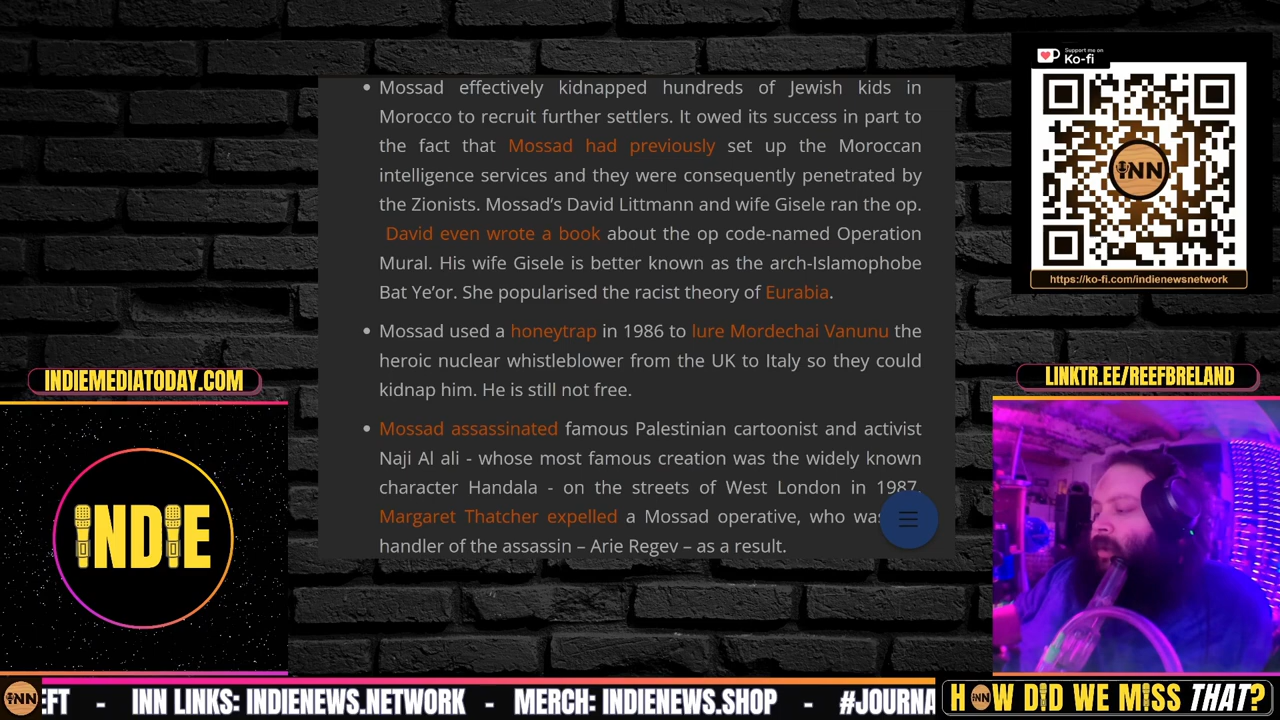 Mossad effectively kidnapped hundreds of Jewish kids in
Morocco to recruit further settlers. It owed its success in part to
the fact that Mossad had previously set up the Moroccan
intelligence services and they were consequently penetrated by
the Zionists. Mossad's David Littmann and wife Gisele ran the op.
David even wrote a book about the op code-named Operation
Mural. His wife Gisele is better known as the arch-Islamophobe
Bat Ye'or. She popularised the racist theory of Eurabia.
Mossad used a honeytrap in 1986 to lure Mordechai Vanunu the
heroic nuclear whistleblower from the UK to Italy so they could
kidnap him. He is still not free.
Mossad assassinated famous Palestinian cartoonist and activist
Naji Al ali - whose most famous creation was the widely known
character Handala - on the streets of West London in 1987.
Margaret Thatcher expelled a Mossad operative, who was
handler of the assassin – Arie Regev – as a result.
Support me on
Ko-fi
INN
https://ko-fi.com/indienewsnetwork
INDIEMEDIATODAY.COM
INDIE
LINKTR.EE/REEFBRELAND
INN
EFT - INN LINKS: INDIENEWS.NETWORK - MERCH: INDIENEWS.SHOP - #JOURNA
HOW DID WE MISS THAT?